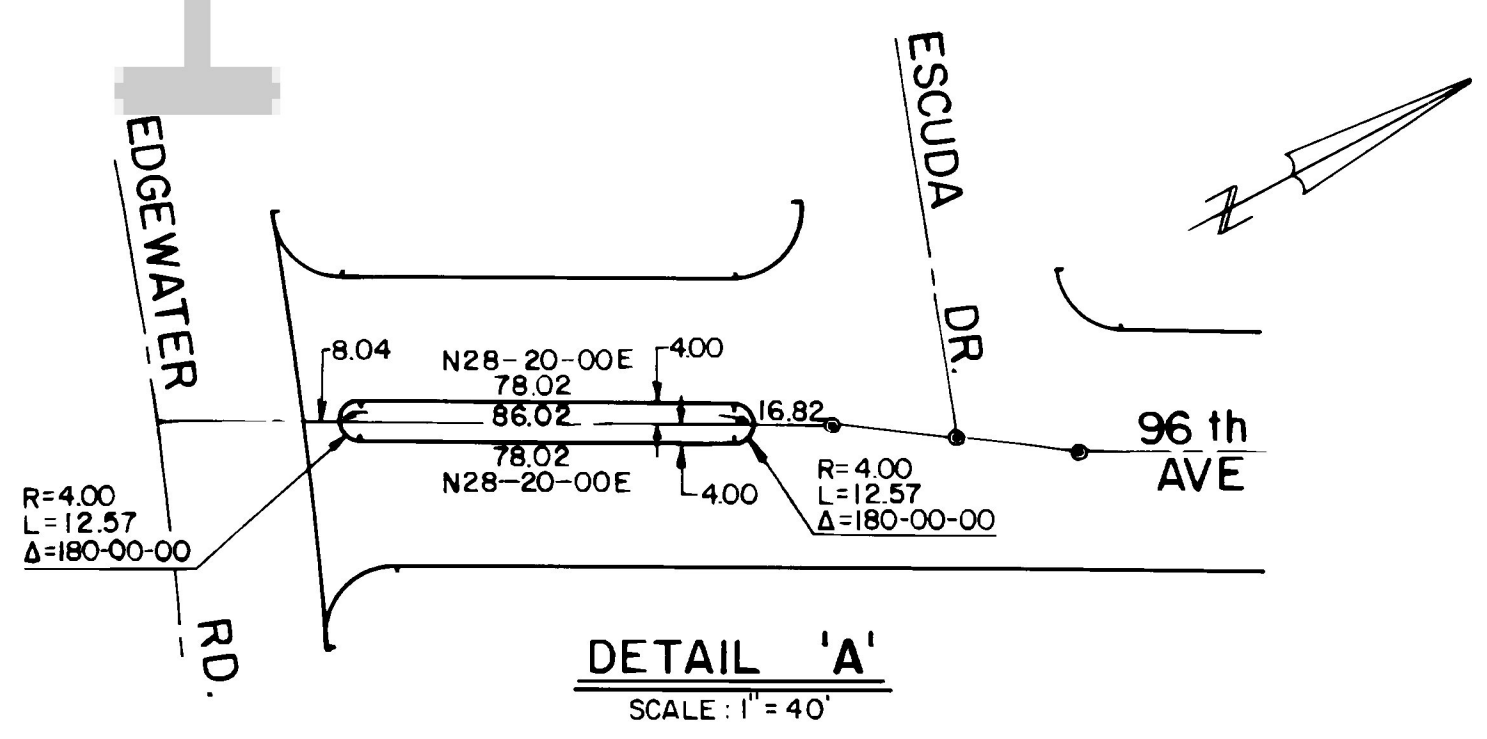 EDGEWATER
RD.
ESCUDA
DR.
N
8.04
N28-20-00E
78.02
4.00
86.02
16.82
78.02
N28-20-00E
4.00
R=4.00
L=12.57
Δ=180-00-00
R=4.00
L=12.57
Δ=180-00-00
96 th
AVE
DETAIL 'A'
SCALE : 1" = 40'